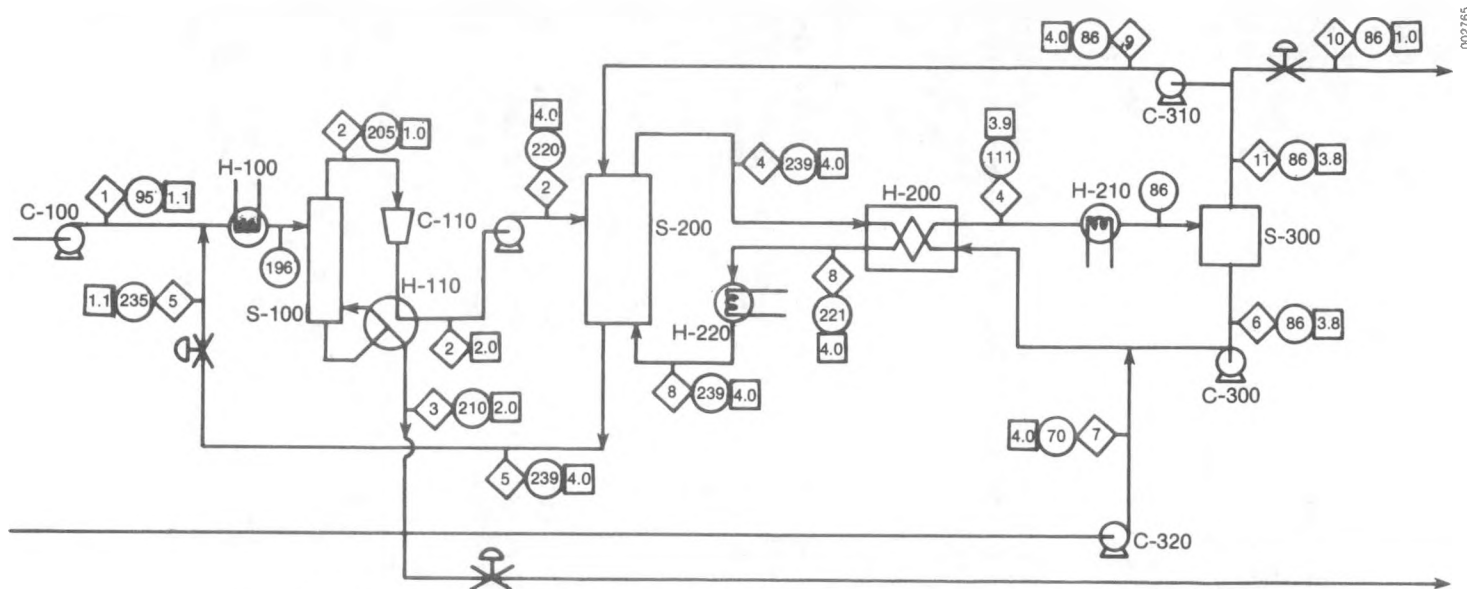 002765
4.0 86 9
10 86 1.0
C-310
2 205 1.0
4.0
220
2
3.9
111
4
4 239 4.0
11 86 3.8
H-100
1 95 1.1
C-100
C-110
H-200
H-210
86
S-200
S-300
196
H-110
8
221
4.0
1.1 235 5
S-100
H-220
6 86 3.8
2 2.0
8 239 4.0
C-300
3 210 2.0
4.0 70 7
5 239 4.0
C-320